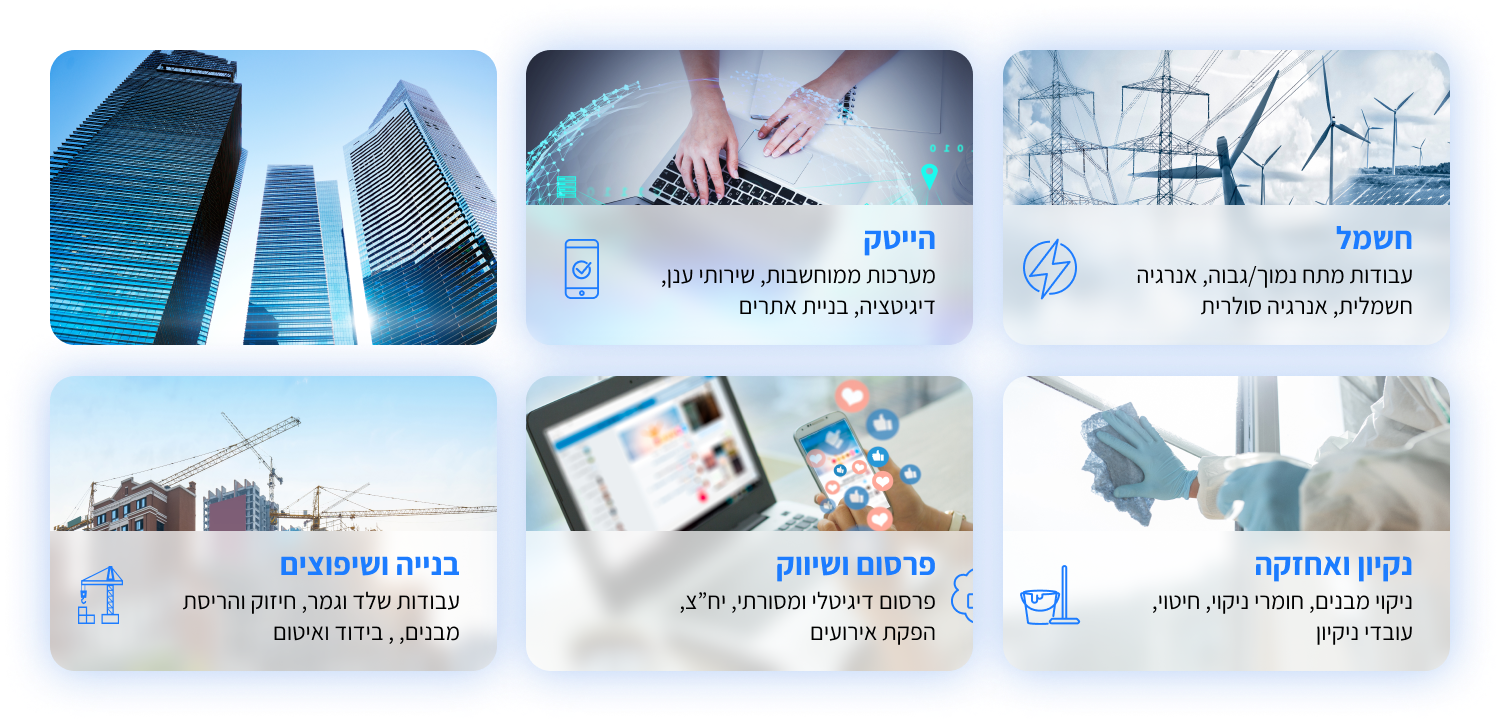 חשמל
עבודות מתח נמוך/גבוה, אנרגיה
חשמלית, אנרגיה סולרית
הייטק
מערכות ממוחשבות, שירותי ענן,
דיגיטציה, בניית אתרים
נקיון ואחזקה
ניקוי מבנים, חומרי ניקוי, חיטוי,
עובדי ניקיון
פרסום ושיווק
פרסום דיגיטלי ומסורתי, יח”צ,
הפקת אירועים
בנייה ושיפוצים
עבודות שלד וגמר, חיזוק והריסת
מבנים, , בידוד ואיטום